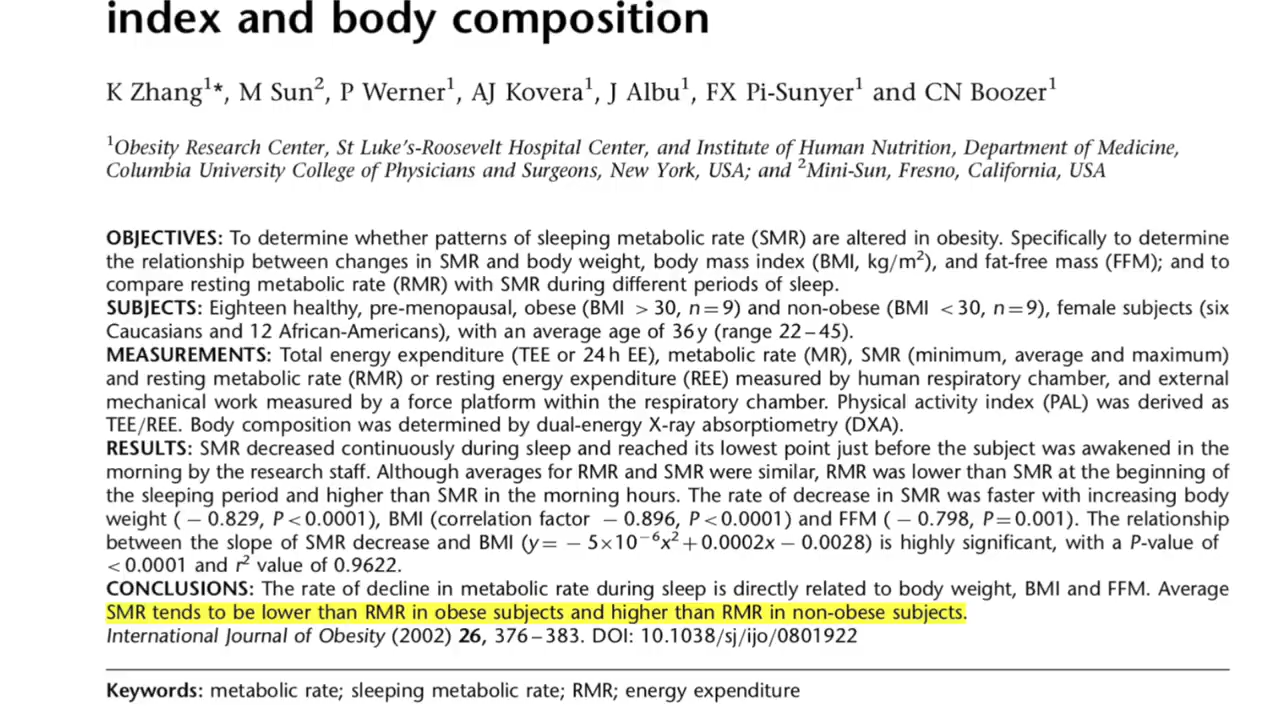 index and body composition
K Zhang1*, M Sun2, P Werner1, AJ Kovera1, J Albu1, FX Pi-Sunyer1 and CN Boozer1
1Obesity Research Center, St Luke's-Roosevelt Hospital Center, and Institute of Human Nutrition, Department of Medicine,
Columbia University College of Physicians and Surgeons, New York, USA; and 2Mini-Sun, Fresno, California, USA
OBJECTIVES: To determine whether patterns of sleeping metabolic rate (SMR) are altered in obesity. Specifically to determine
the relationship between changes in SMR and body weight, body mass index (BMI, kg/m2), and fat-free mass (FFM); and to
compare resting metabolic rate (RMR) with SMR during different periods of sleep.
SUBJECTS: Eighteen healthy, pre-menopausal, obese (BMI > 30, n=9) and non-obese (BMI < 30, n=9), female subjects (six
Caucasians and 12 African-Americans), with an average age of 36 y (range 22–45).
MEASUREMENTS: Total energy expenditure (TEE or 24 h EE), metabolic rate (MR), SMR (minimum, average and maximum)
and resting metabolic rate (RMR) or resting energy expenditure (REE) measured by human respiratory chamber, and external
mechanical work measured by a force platform within the respiratory chamber. Physical activity index (PAL) was derived as
TEE/REE. Body composition was determined by dual-energy X-ray absorptiometry (DXA).
RESULTS: SMR decreased continuously during sleep and reached its lowest point just before the subject was awakened in the
morning by the research staff. Although averages for RMR and SMR were similar, RMR was lower than SMR at the beginning of
the sleeping period and higher than SMR in the morning hours. The rate of decrease in SMR was faster with increasing body
weight ( − 0.829, P < 0.0001), BMI (correlation factor − 0.896, P < 0.0001) and FFM ( − 0.798, P = 0.001). The relationship
between the slope of SMR decrease and BMI (y = − 5×10−6x2 + 0.0002x − 0.0028) is highly significant, with a P-value of
< 0.0001 and r2 value of 0.9622.
CONCLUSIONS: The rate of decline in metabolic rate during sleep is directly related to body weight, BMI and FFM. Average
SMR tends to be lower than RMR in obese subjects and higher than RMR in non-obese subjects.
International Journal of Obesity (2002) 26, 376–383. DOI: 10.1038/sj/ijo/0801922
Keywords: metabolic rate; sleeping metabolic rate; RMR; energy expenditure